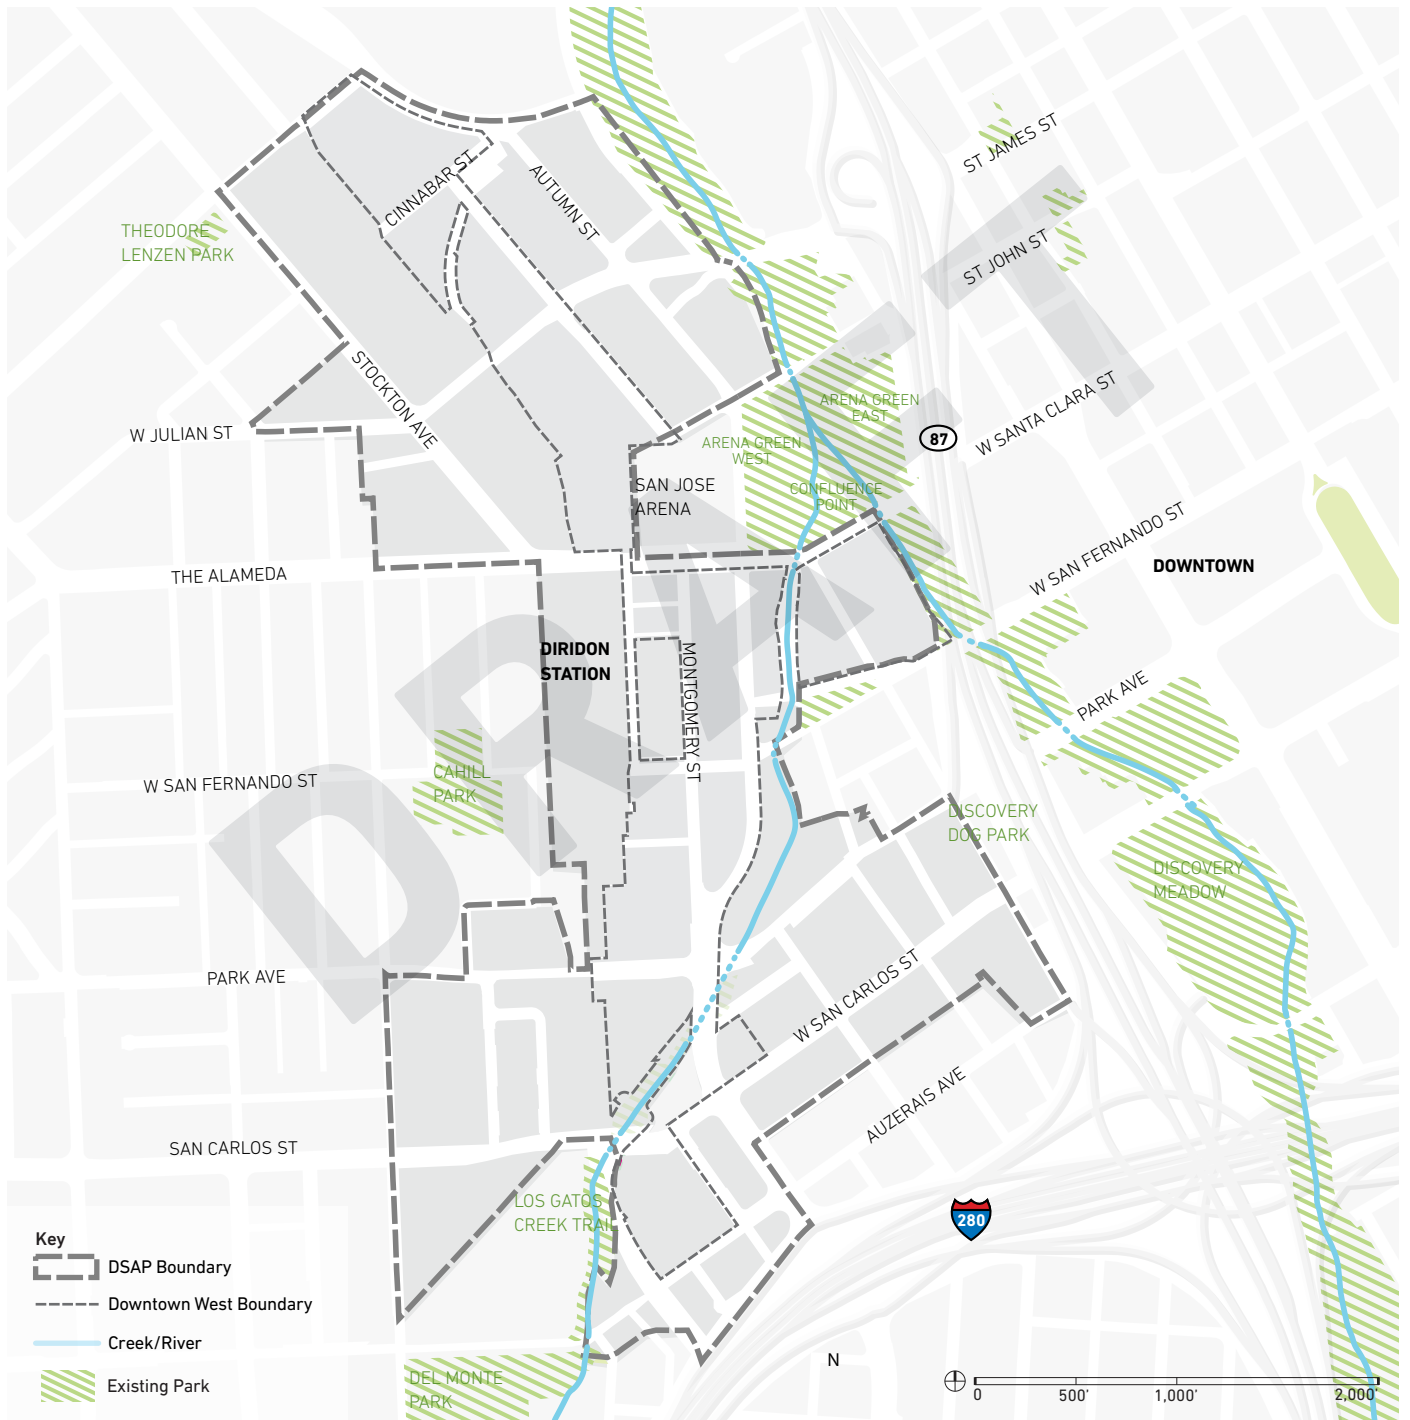 ST JAMES ST
CINNABAR ST
AUTUMN ST
THEODORE
LENZEN PARK
ST JOHN ST
STOCKTON AVE
W SANTA CLARA ST
ARENA GREEN
EAST
W JULIAN ST
87
ARENA GREEN
WEST
SAN JOSE
ARENA
CONFLUENCE
POINT
W SAN FERNANDO ST
THE ALAMEDA
DOWNTOWN
DIRIDON
STATION
MONTGOMERY ST
PARK AVE
CAHILL
PARK
W SAN FERNANDO ST
DISCOVERY
DOG PARK
DISCOVERY
MEADOW
PARK AVE
W SAN CARLOS ST
AUZERAIS AVE
SAN CARLOS ST
LOS GATOS
CREEK TRAIL
280
Key
DSAP Boundary
Downtown West Boundary
Creek/River
Existing Park
DEL MONTE
PARK
N
0 500' 1,000' 2,000'
DRAFT